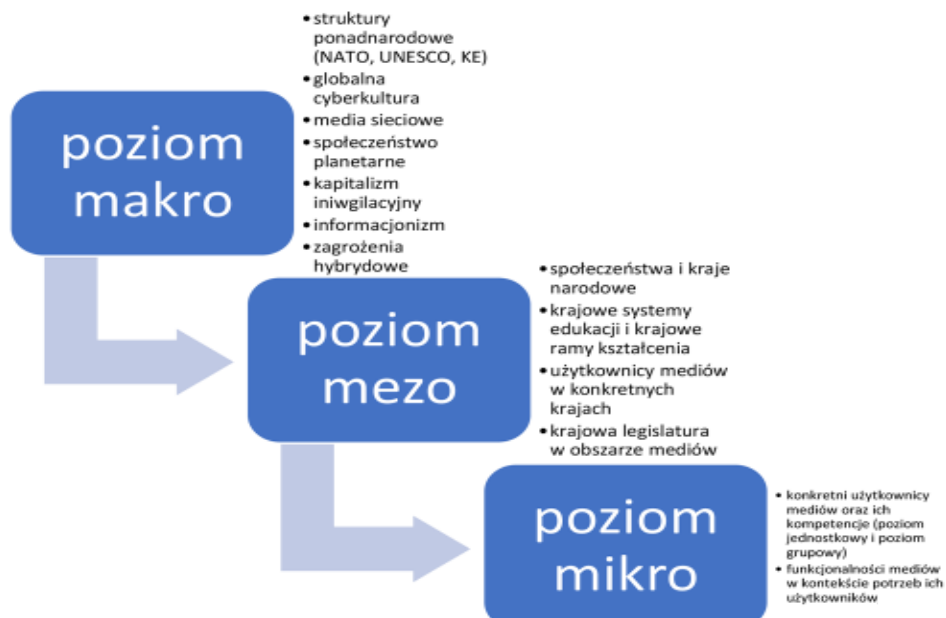 • struktury
ponadnarodowe
(NATO, UNESCO, KE)
• globalna
cyberkultura
• media sieciowe
• społeczeństwo
planetarne
• kapitalizm
iniwgilacyjny
• informacjonizm
• zagrożenia
hybrydowe
poziom
makro
• społeczeństwa i kraje
narodowe
• krajowe systemy
edukacji i krajowe
ramy kształcenia
• użytkownicy mediów
w konkretnych
krajach
• krajowa legislatura
w obszarze mediów
poziom
mezo
• konkretni użytkownicy
mediów oraz ich
kompetencje (poziom
jednostkowy i poziom
grupowy)
• funkcjonalności mediów
w kontekście potrzeb ich
użytkowników
poziom
mikro